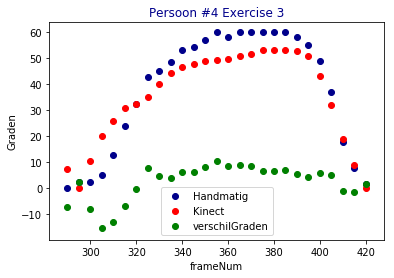 Persoon #4 Exercise 3
Graden
60
50
40
30
20
10
0
−10
Handmatig
Kinect
verschilGraden
300
320
340
360
380
400
420
frameNum